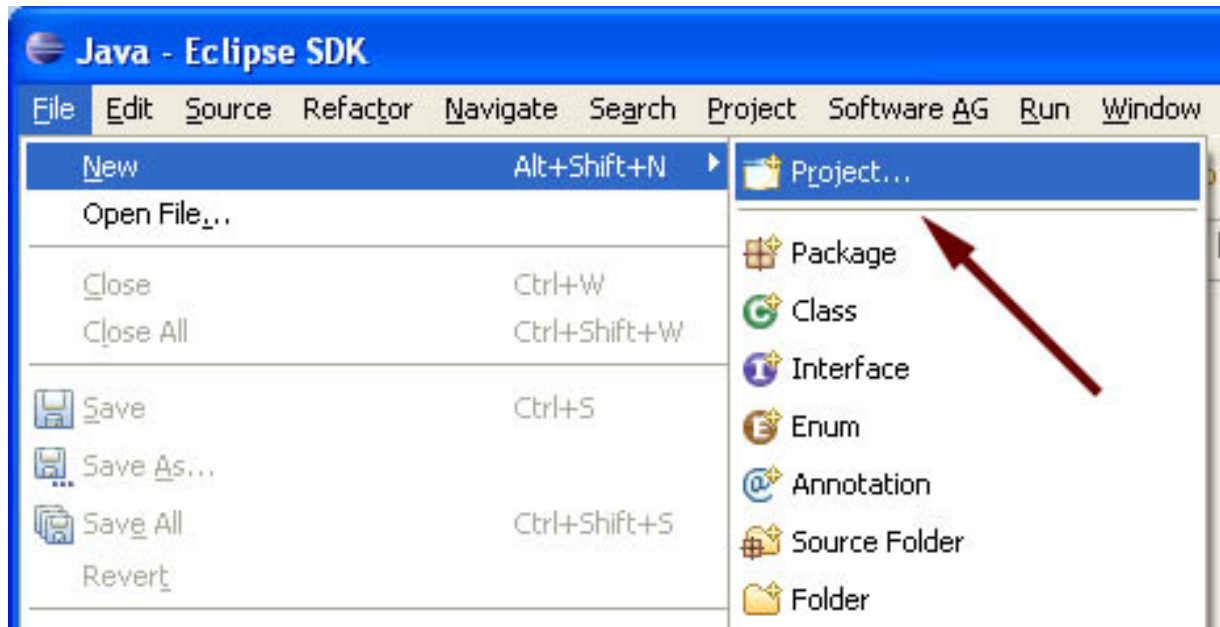 Java - Eclipse SDK
File Edit Source Refactor Navigate Search Project Software AG Run Window
New Alt+Shift+N
Open File...
Close Ctrl+W
Close All Ctrl+Shift+W
Save Ctrl+S
Save As...
Save All Ctrl+Shift+S
Revert
Project...
Package
Class
Interface
Enum
Annotation
Source Folder
Folder